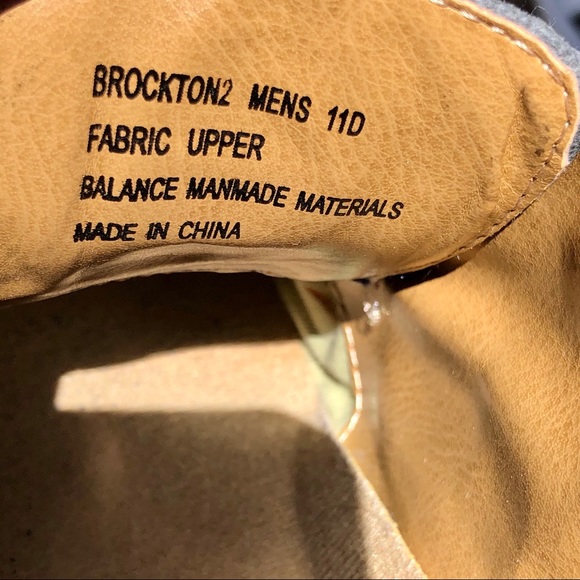 BROCKTON2 MENS 11D
FABRIC UPPER
BALANCE MANMADE MATERIALS
MADE IN CHINA